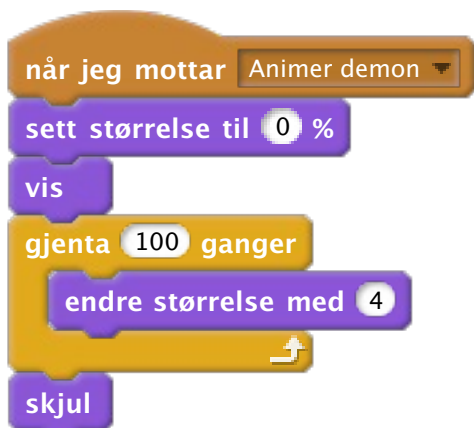 når jeg mottar Animer demon
sett størrelse til 0 %
vis
gjenta 100 ganger
endre størrelse med 4
skjul